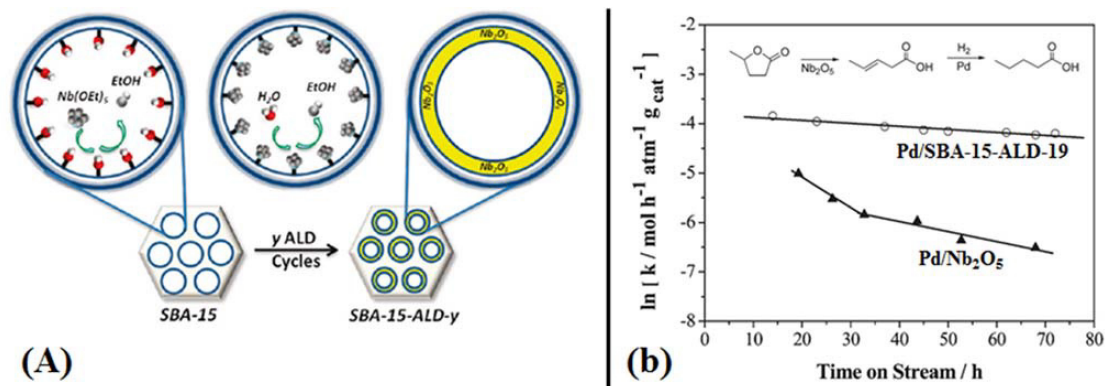 Nb(OEt)₅
EtOH
H₂O
EtOH
Nb₂O₅
Nb₂O₅
Nb₂O₅
Nb₂O₅
y ALD
Cycles
SBA-15
SBA-15-ALD-y
(A)
ln [ k / mol h⁻¹ atm⁻¹ g_cat⁻¹ ]
-2
-3
-4
-5
-6
-7
-8
O
O
Nb₂O₅
O
OH
H₂
Pd
O
OH
Pd/SBA-15-ALD-19
Pd/Nb₂O₅
0 10 20 30 40 50 60 70 80
Time on Stream / h
(b)